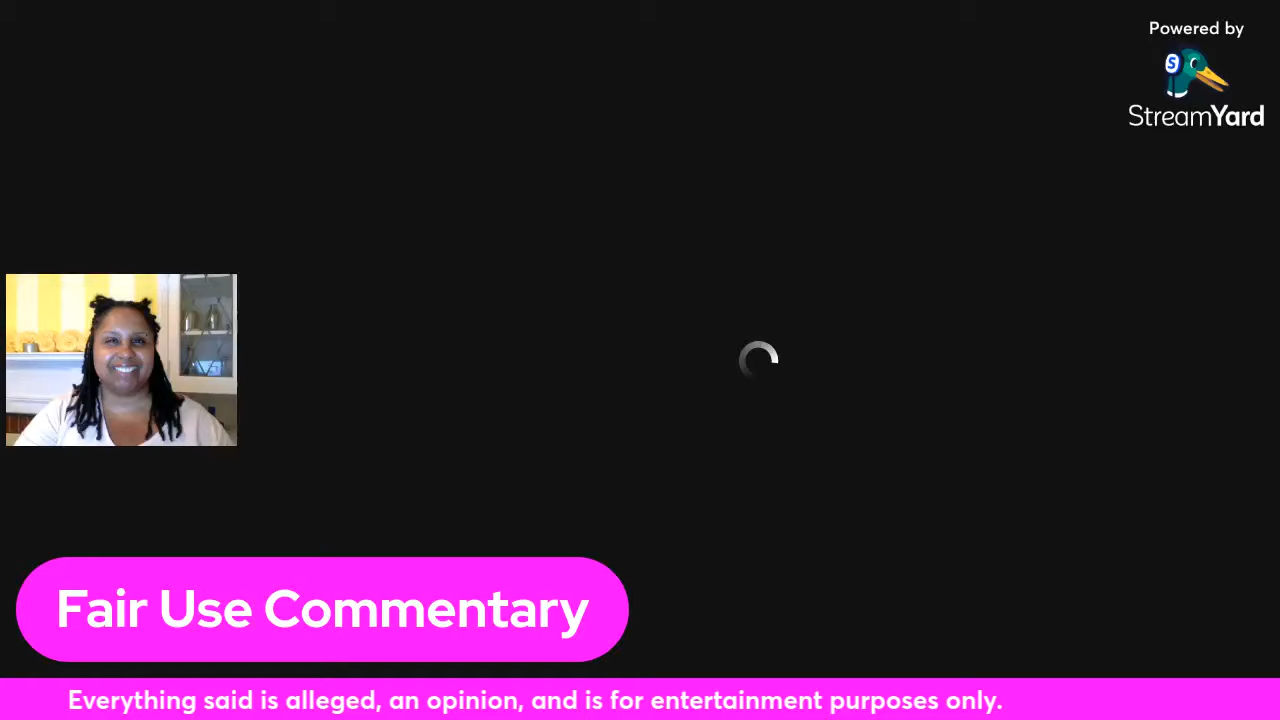 Powered by
S
StreamYard
Fair Use Commentary
Everything said is alleged, an opinion, and is for entertainment purposes only.